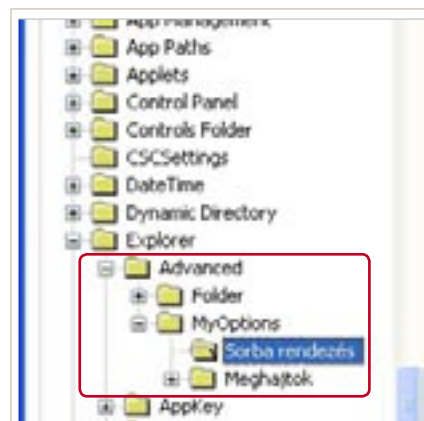 App Management
App Paths
Applets
Control Panel
Controls Folder
CSCSettings
DateTime
Dynamic Directory
Explorer
Advanced
Folder
MyOptions
Sorba rendezés
Meghajtok
AppKey